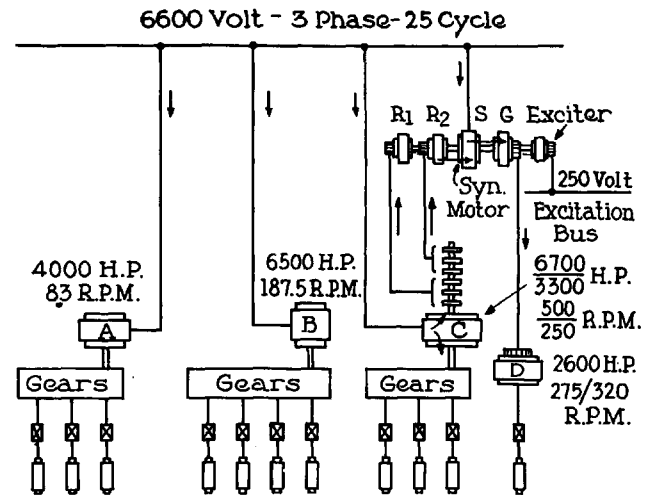 6600 Volt - 3 Phase - 25 Cycle
R1 R2 S G Exciter
Syn.
Motor
250 Volt
Excitation
Bus
4000 H.P.
83 R.P.M.
6500 H.P.
187.5 R.P.M.
6700
3300 H.P.
500
250 R.P.M.
A
B
C
D
2600 H.P.
275/320
R.P.M.
Gears
Gears
Gears